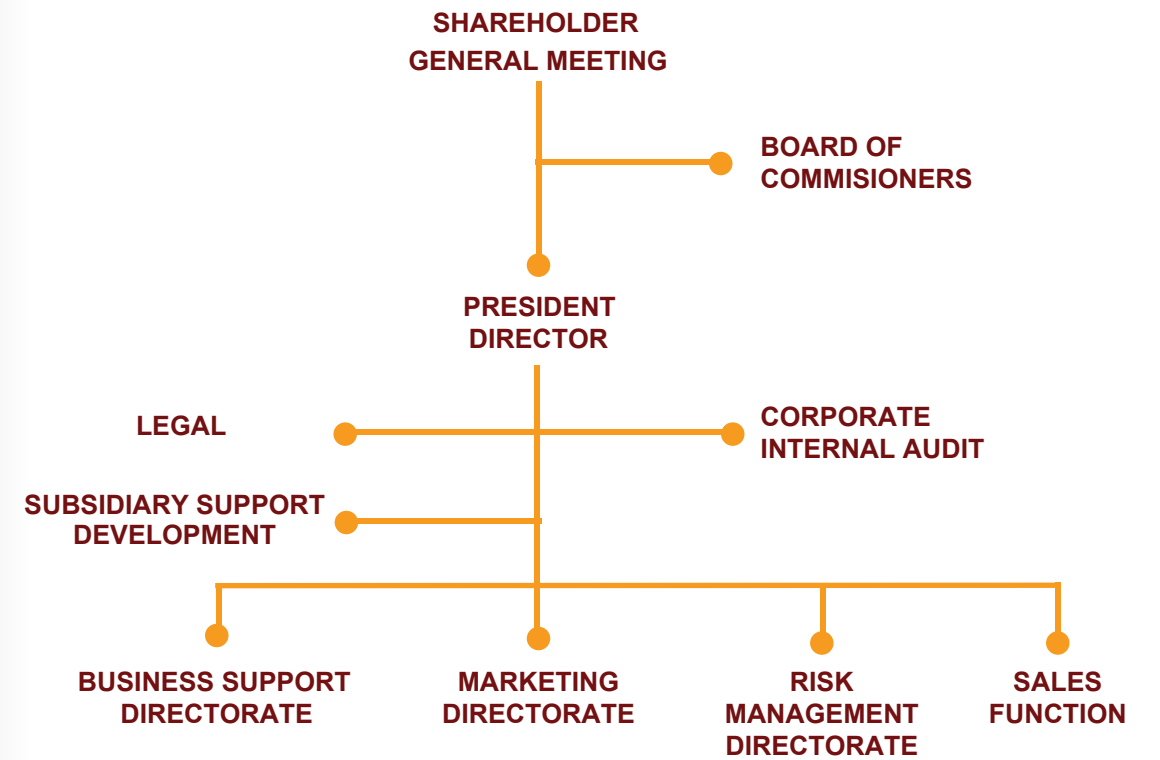 SHAREHOLDER
GENERAL MEETING
BOARD OF
COMMISIONERS
PRESIDENT
DIRECTOR
LEGAL
CORPORATE
INTERNAL AUDIT
SUBSIDIARY SUPPORT
DEVELOPMENT
BUSINESS SUPPORT
DIRECTORATE
MARKETING
DIRECTORATE
RISK
MANAGEMENT
DIRECTORATE
SALES
FUNCTION